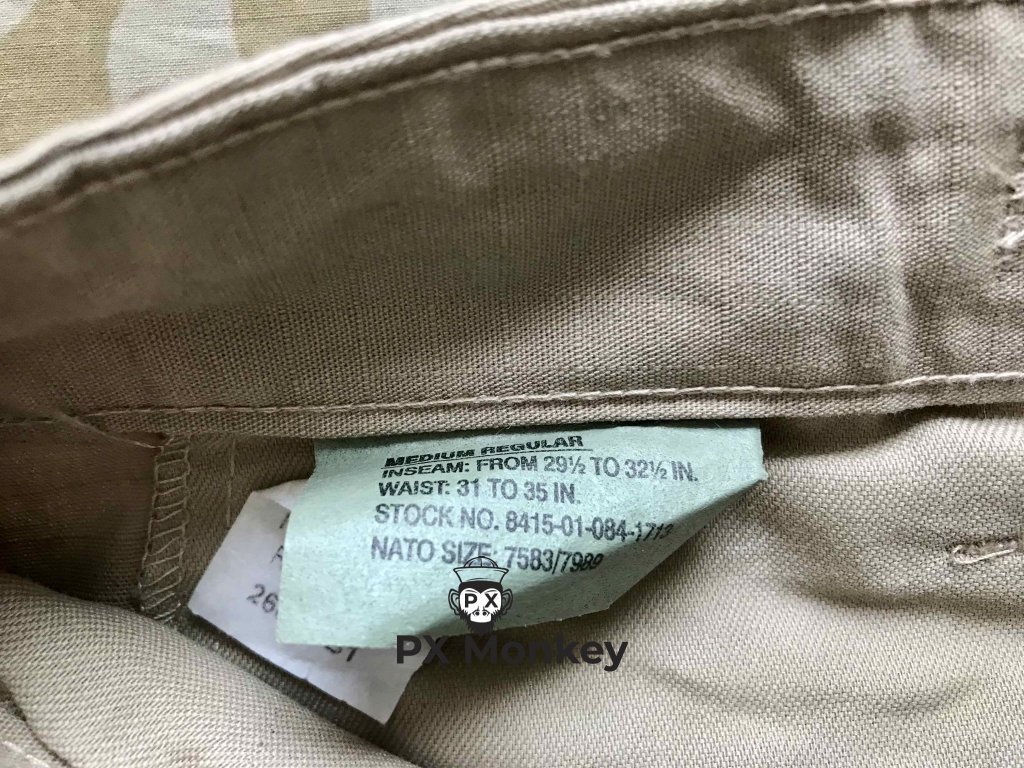 MEDIUM REGULAR
INSEAM: FROM 29½ TO 32½ IN.
WAIST: 31 TO 35 IN.
STOCK NO. 8415-01-084-1713
NATO SIZE: 7583/7989
26
PX
PX Monkey